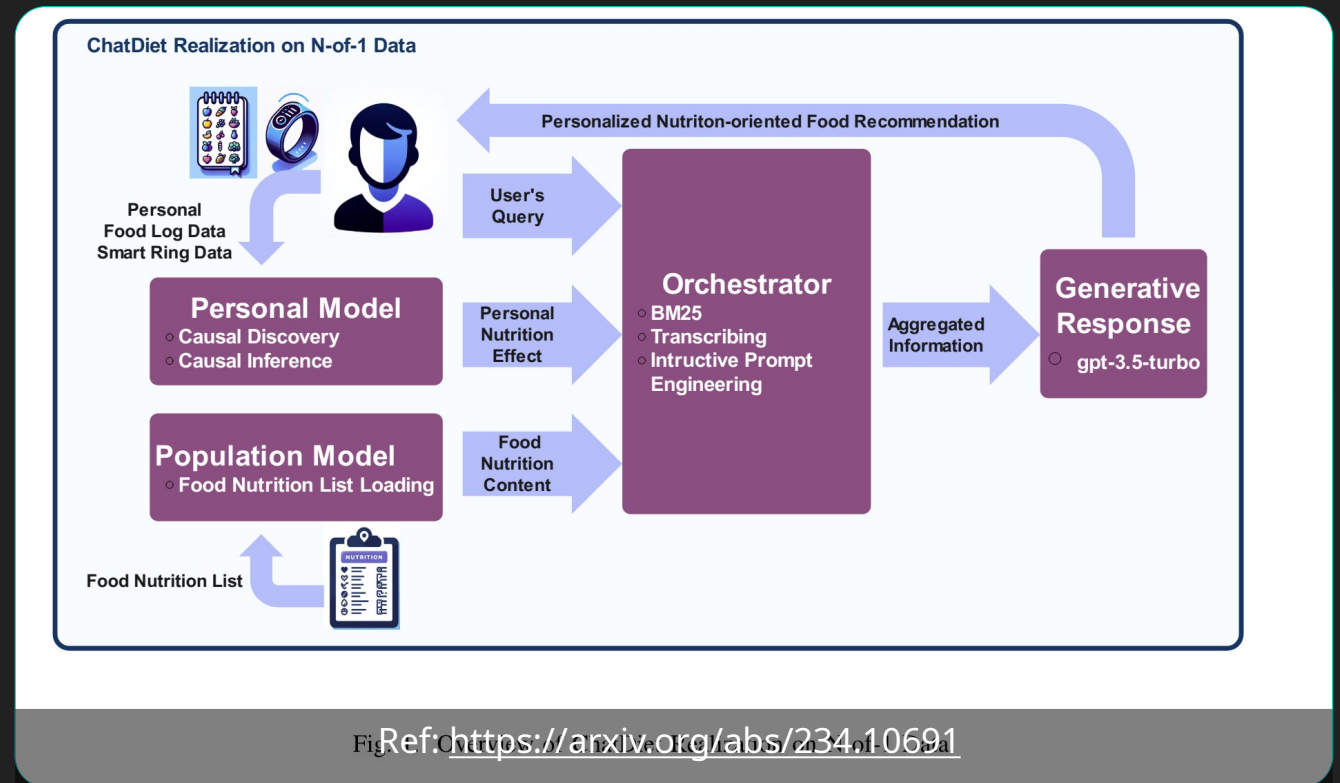 ChatDiet Realization on N-of-1 Data
Personalized Nutriton-oriented Food Recommendation
User's
Query
Personal
Food Log Data
Smart Ring Data
Personal Model
○ Causal Discovery
○ Causal Inference
Personal
Nutrition
Effect
Orchestrator
○ BM25
○ Transcribing
○ Intructive Prompt
Engineering
Aggregated
Information
Generative
Response
○ gpt-3.5-turbo
Population Model
○ Food Nutrition List Loading
Food
Nutrition
Content
NUTRITION
Food Nutrition List
Ref: https://arxiv.org/abs/234.10691